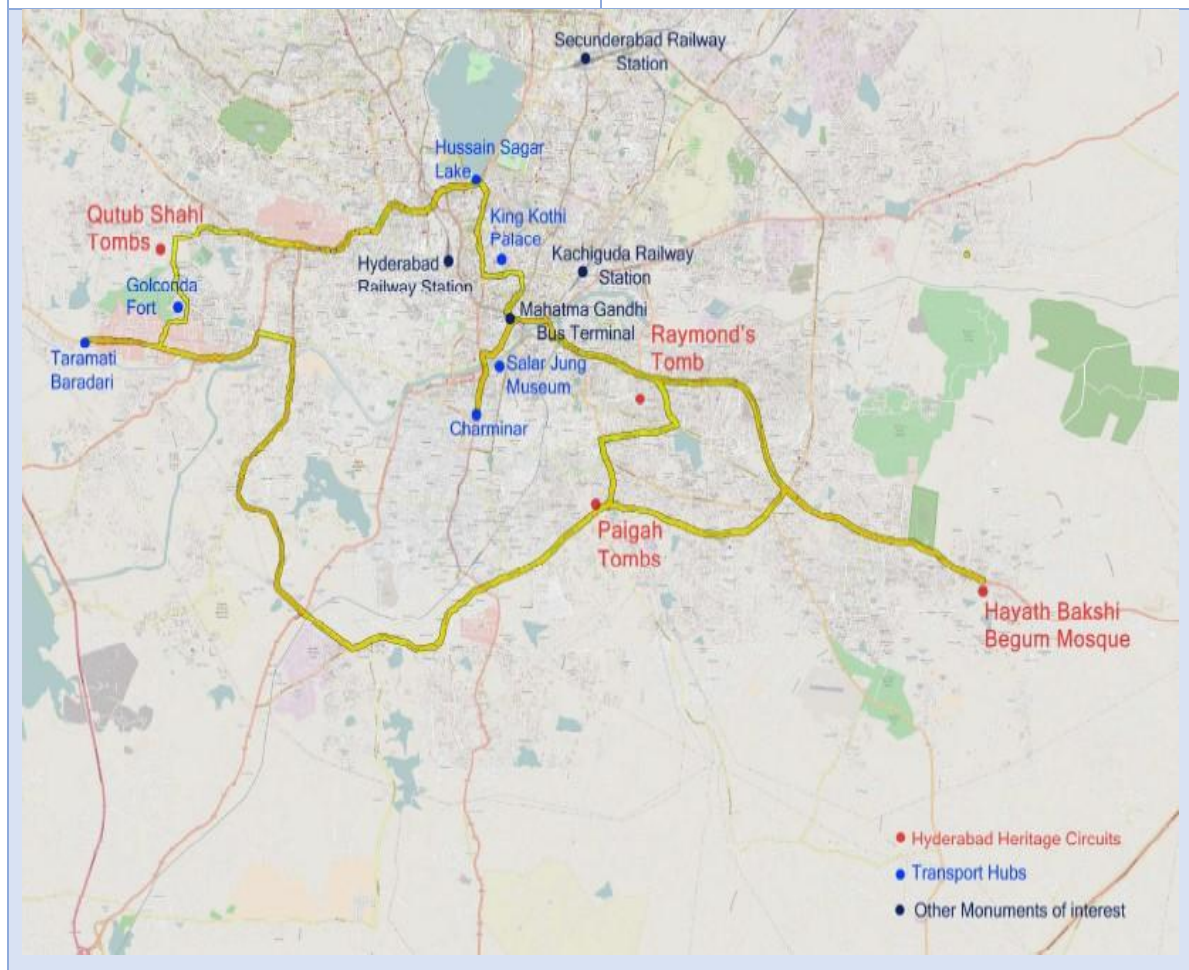 Secunderabad Railway
Station
Hussain Sagar
Lake
Qutub Shahi
Tombs
King Kothi
Palace
Hyderabad
Railway Station
Kachiguda Railway
Station
Golconda
Fort
Mahatma Gandhi
Bus Terminal
Raymond's
Tomb
Taramati
Baradari
Salar Jung
Museum
Charminar
Paigah
Tombs
Hayath Bakshi
Begum Mosque
Hyderabad Heritage Circuits
Transport Hubs
Other Monuments of interest